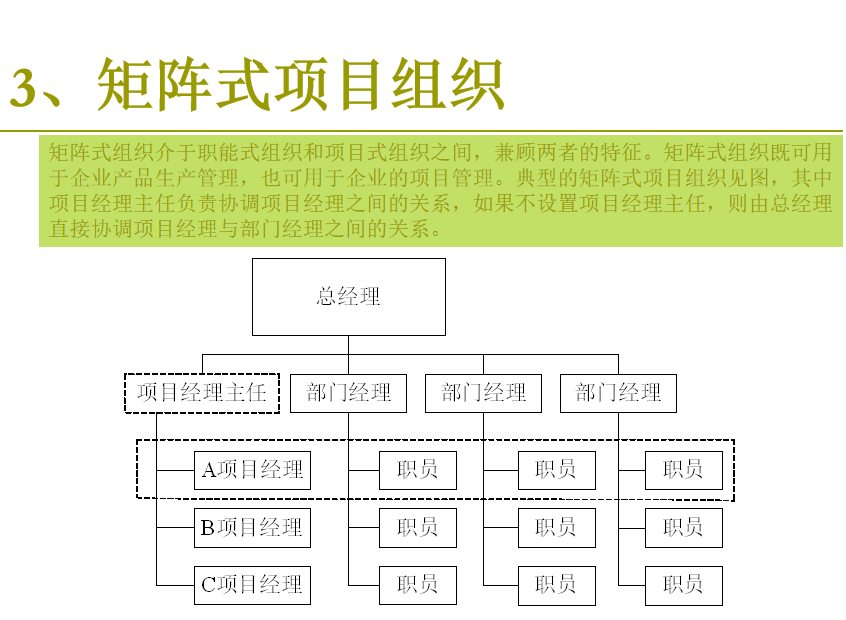 3、矩阵式项目组织
矩阵式组织介于职能式组织和项目式组织之间，兼顾两者的特征。矩阵式组织既可用
于企业产品生产管理，也可用于企业的项目管理。典型的矩阵式项目组织见图，其中
项目经理主任负责协调项目经理之间的关系，如果不设置项目经理主任，则由总经理
直接协调项目经理与部门经理之间的关系。
总经理
项目经理主任 部门经理 部门经理 部门经理
A项目经理 职员 职员 职员
B项目经理 职员 职员 职员
C项目经理 职员 职员 职员